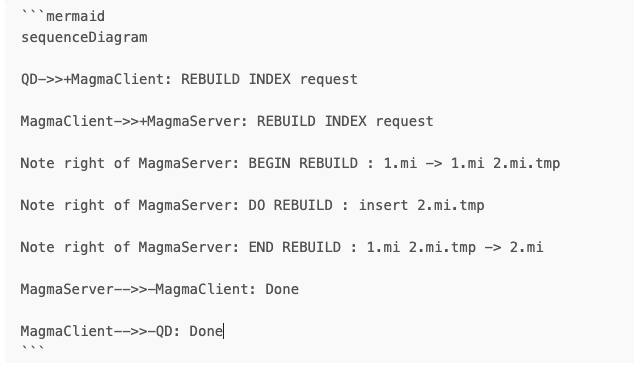 ```mermaid
sequenceDiagram
QD->>+MagmaClient: REBUILD INDEX request
MagmaClient->>+MagmaServer: REBUILD INDEX request
Note right of MagmaServer: BEGIN REBUILD : 1.mi -> 1.mi 2.mi.tmp
Note right of MagmaServer: DO REBUILD : insert 2.mi.tmp
Note right of MagmaServer: END REBUILD : 1.mi 2.mi.tmp -> 2.mi
MagmaServer-->>-MagmaClient: Done
MagmaClient-->>-QD: Done
```